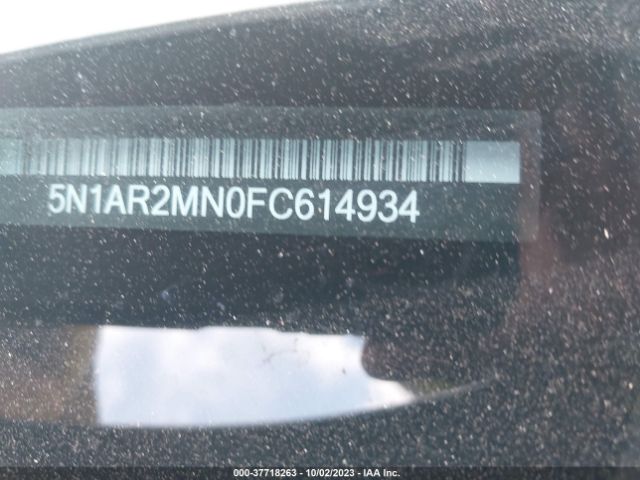 5N1AR2MN0FC614934
000-37718263 - 10/02/2023 - IAA Inc.